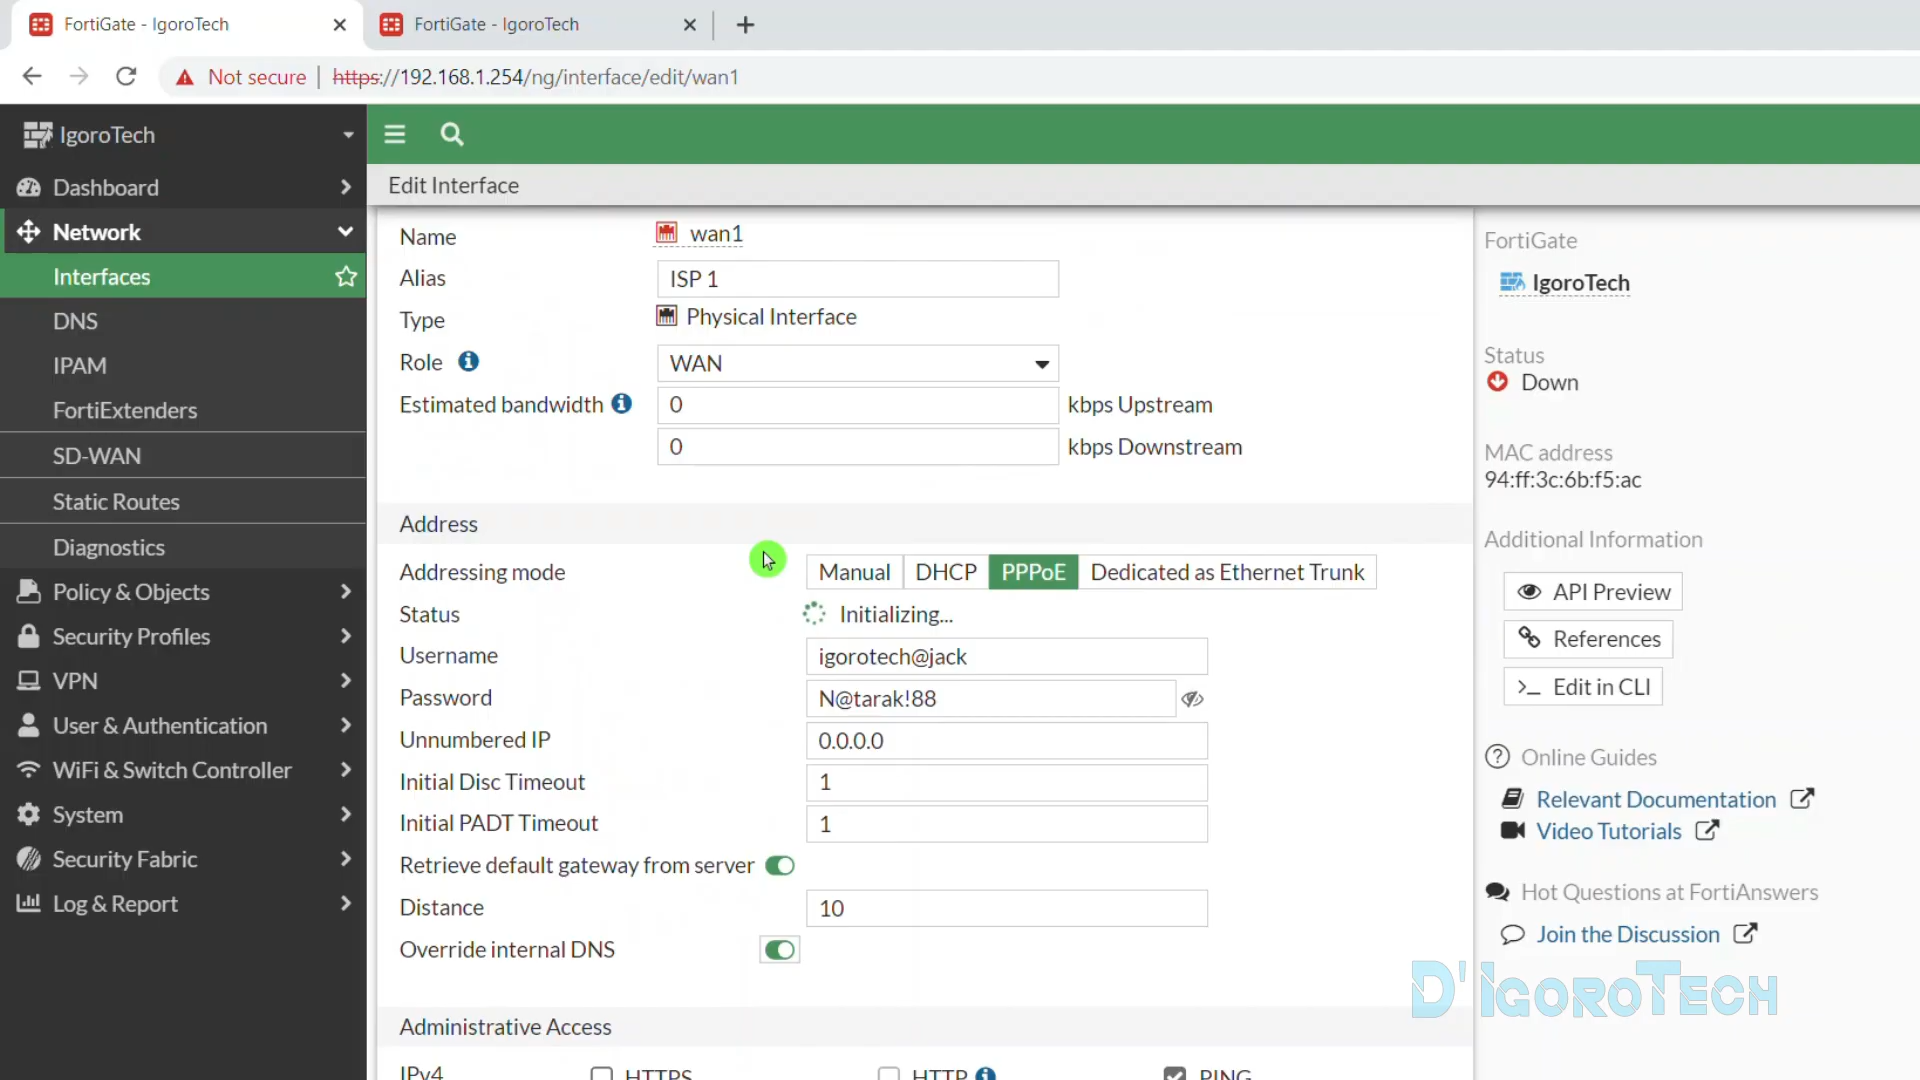 FortiGate - IgoroTech
FortiGate - IgoroTech
Not secure | https://192.168.1.254/ng/interface/edit/wan1
IgoroTech
Dashboard
Network
Interfaces
DNS
IPAM
FortiExtenders
SD-WAN
Static Routes
Diagnostics
Policy & Objects
Security Profiles
VPN
User & Authentication
WiFi & Switch Controller
System
Security Fabric
Log & Report
Edit Interface
Name wan1
Alias ISP 1
Type Physical Interface
Role WAN
Estimated bandwidth 0 kbps Upstream
0 kbps Downstream
Address
Addressing mode Manual DHCP PPPoE Dedicated as Ethernet Trunk
Status Initializing...
Username igorotech@jack
Password N@tarak!88
Unnumbered IP 0.0.0.0
Initial Disc Timeout 1
Initial PADT Timeout 1
Retrieve default gateway from server
Distance 10
Override internal DNS
Administrative Access
IPv4 HTTPS HTTP PING
FortiGate
IgoroTech
Status
Down
MAC address
94:ff:3c:6b:f5:ac
Additional Information
API Preview
References
>_ Edit in CLI
Online Guides
Relevant Documentation
Video Tutorials
Hot Questions at FortiAnswers
Join the Discussion
D'IgoroTech